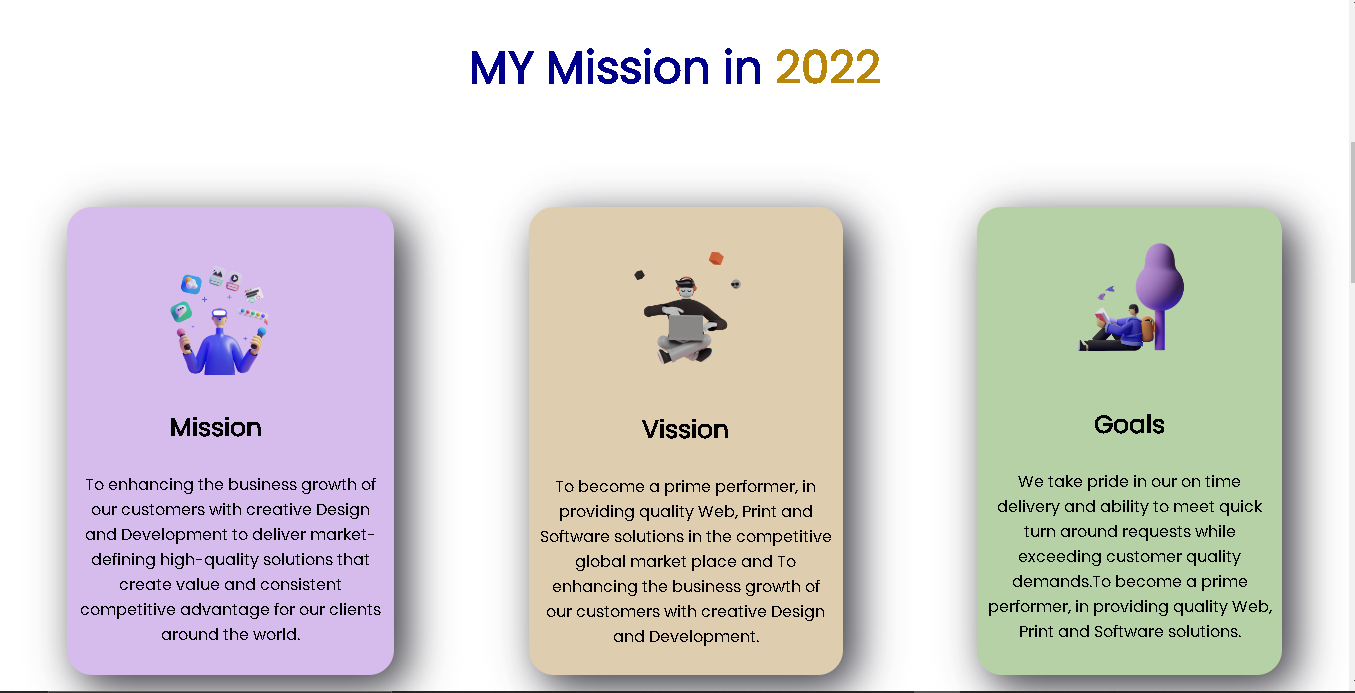 MY Mission in 2022
Mission
To enhancing the business growth of
our customers with creative Design
and Development to deliver market-
defining high-quality solutions that
create value and consistent
competitive advantage for our clients
around the world.
Vission
To become a prime performer, in
providing quality Web, Print and
Software solutions in the competitive
global market place and To
enhancing the business growth of
our customers with creative Design
and Development.
Goals
We take pride in our on time
delivery and ability to meet quick
turn around requests while
exceeding customer quality
demands.To become a prime
performer, in providing quality Web,
Print and Software solutions.